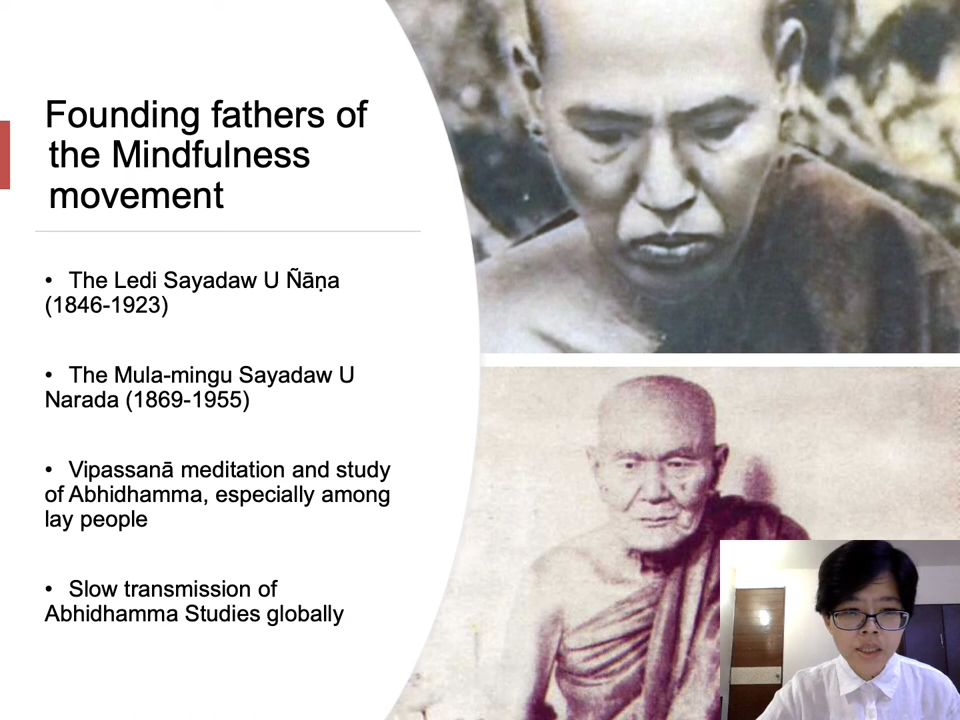 Founding fathers of
the Mindfulness
movement
• The Ledi Sayadaw U Ñāṇa
(1846-1923)
• The Mula-mingu Sayadaw U
Narada (1869-1955)
• Vipassanā meditation and study
of Abhidhamma, especially among
lay people
• Slow transmission of
Abhidhamma Studies globally